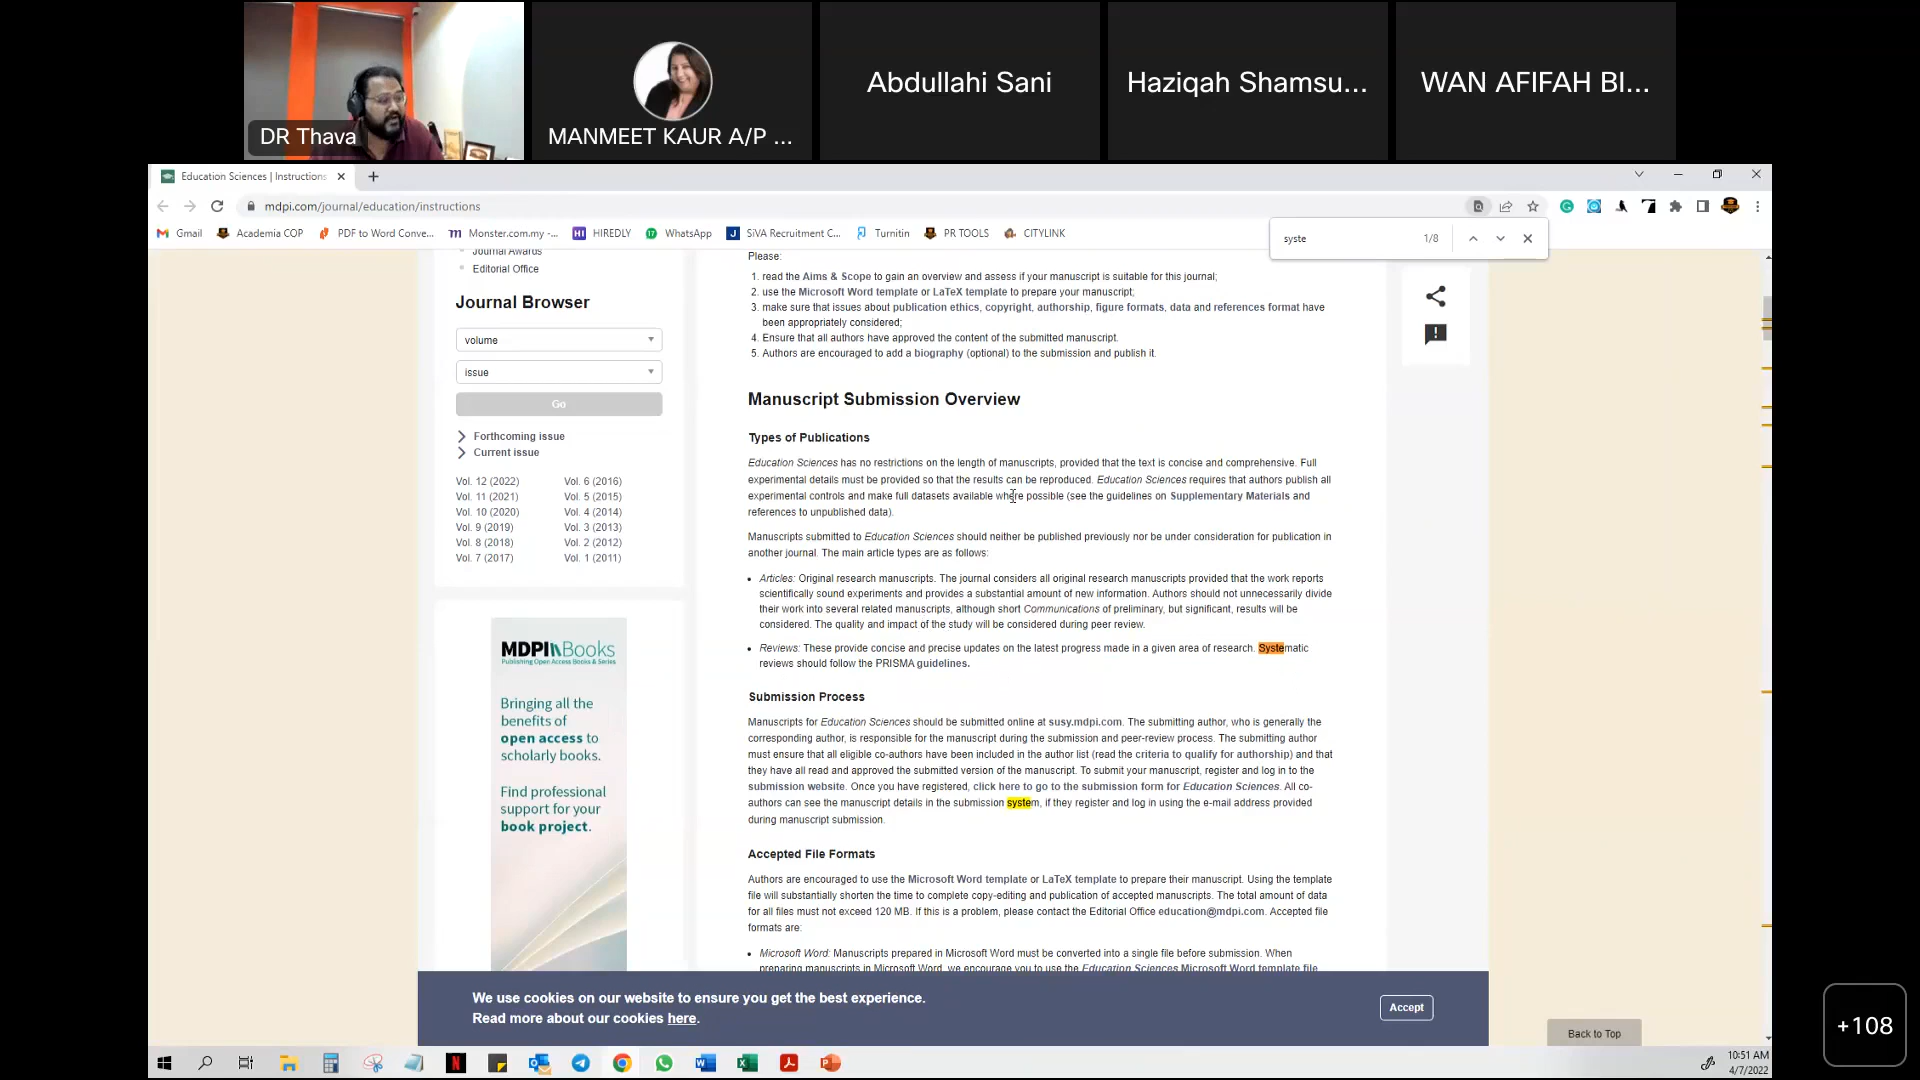 DR Thava
MANMEET KAUR A/P ...
Abdullahi Sani
Haziqah Shamsu...
WAN AFIFAH BI...
Education Sciences | Instructions
mdpi.com/journal/education/instructions
Gmail
Academia COP
PDF to Word Conve...
Monster.com.my -...
HIREDLY
WhatsApp
SiVA Recruitment C...
Turnitin
PR TOOLS
CITYLINK
syste
1/8
Journal Awards
Editorial Office
Journal Browser
volume
issue
Go
Forthcoming issue
Current issue
Vol. 12 (2022)
Vol. 6 (2016)
Vol. 11 (2021)
Vol. 5 (2015)
Vol. 10 (2020)
Vol. 4 (2014)
Vol. 9 (2019)
Vol. 3 (2013)
Vol. 8 (2018)
Vol. 2 (2012)
Vol. 7 (2017)
Vol. 1 (2011)
MDPI Books
Publishing Open Access Books & Series
Bringing all the
benefits of
open access to
scholarly books.
Find professional
support for your
book project.
Please:
1. read the Aims & Scope to gain an overview and assess if your manuscript is suitable for this journal;
2. use the Microsoft Word template or LaTeX template to prepare your manuscript;
3. make sure that issues about publication ethics, copyright, authorship, figure formats, data and references format have
been appropriately considered;
4. Ensure that all authors have approved the content of the submitted manuscript.
5. Authors are encouraged to add a biography (optional) to the submission and publish it.
Manuscript Submission Overview
Types of Publications
Education Sciences has no restrictions on the length of manuscripts, provided that the text is concise and comprehensive. Full
experimental details must be provided so that the results can be reproduced. Education Sciences requires that authors publish all
experimental controls and make full datasets available where possible (see the guidelines on Supplementary Materials and
references to unpublished data).
Manuscripts submitted to Education Sciences should neither be published previously nor be under consideration for publication in
another journal. The main article types are as follows:
• Articles: Original research manuscripts. The journal considers all original research manuscripts provided that the work reports
scientifically sound experiments and provides a substantial amount of new information. Authors should not unnecessarily divide
their work into several related manuscripts, although short Communications of preliminary, but significant, results will be
considered. The quality and impact of the study will be considered during peer review.
• Reviews: These provide concise and precise updates on the latest progress made in a given area of research. Systematic
reviews should follow the PRISMA guidelines.
Submission Process
Manuscripts for Education Sciences should be submitted online at susy.mdpi.com. The submitting author, who is generally the
corresponding author, is responsible for the manuscript during the submission and peer-review process. The submitting author
must ensure that all eligible co-authors have been included in the author list (read the criteria to qualify for authorship) and that
they have all read and approved the submitted version of the manuscript. To submit your manuscript, register and log in to the
submission website. Once you have registered, click here to go to the submission form for Education Sciences. All co-
authors can see the manuscript details in the submission system, if they register and log in using the e-mail address provided
during manuscript submission.
Accepted File Formats
Authors are encouraged to use the Microsoft Word template or LaTeX template to prepare their manuscript. Using the template
file will substantially shorten the time to complete copy-editing and publication of accepted manuscripts. The total amount of data
for all files must not exceed 120 MB. If this is a problem, please contact the Editorial Office education@mdpi.com. Accepted file
formats are:
• Microsoft Word: Manuscripts prepared in Microsoft Word must be converted into a single file before submission. When
preparing manuscripts in Microsoft Word, we encourage you to use the Education Sciences Microsoft Word template file
We use cookies on our website to ensure you get the best experience.
Read more about our cookies here.
Accept
Back to Top
+108
10:51 AM
4/7/2022